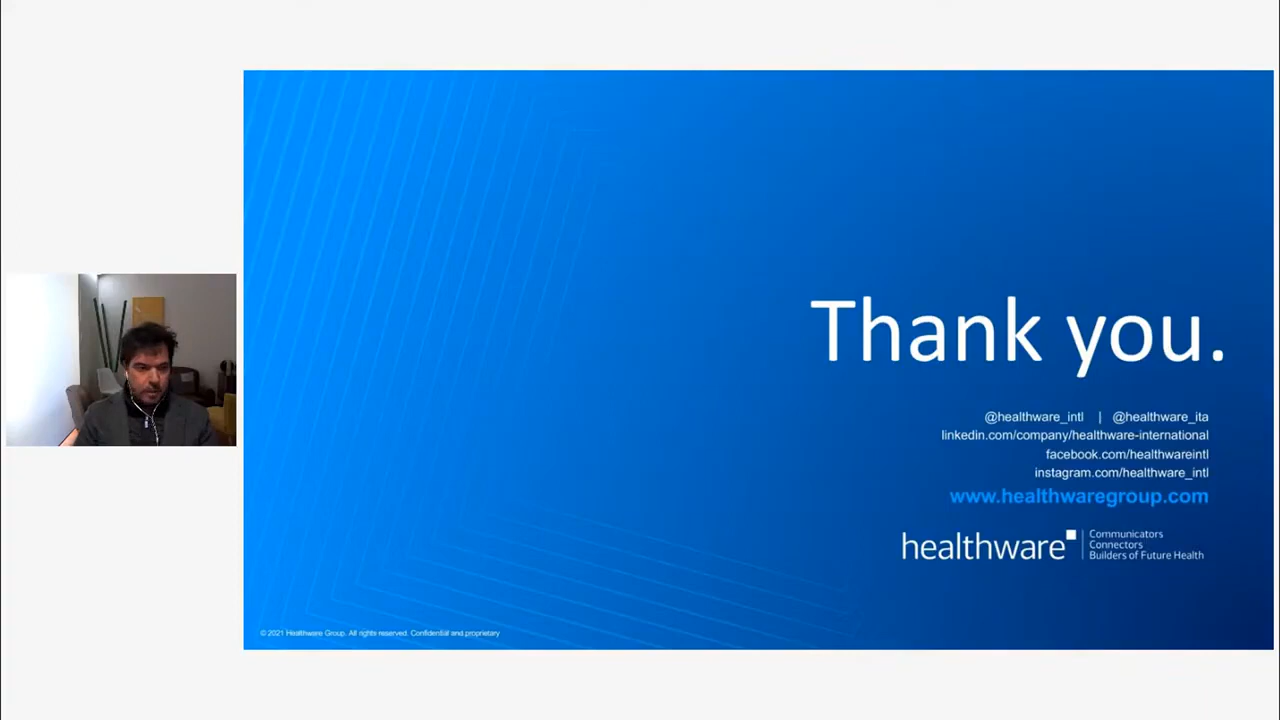 Thank you.
@healthware_intl | @healthware_ita
linkedin.com/company/healthware-international
facebook.com/healthwareintl
instagram.com/healthware_intl
www.healthwaregroup.com
healthware
Communicators
Connectors
Builders of Future Health
© 2021 Healthware Group. All rights reserved. Confidential and proprietary